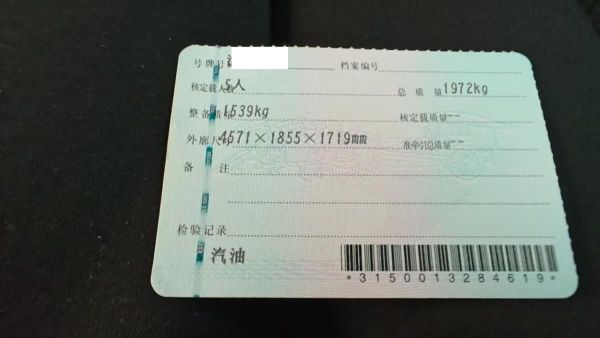 号牌号 档案编号
核定载人数 5人 总质量 1972kg
整备质量 1539kg 核定载质量 --
外廓尺寸 4571×1855×1719mm 准牵引总质量 --
备注
检验记录
汽油
*3150013284619*